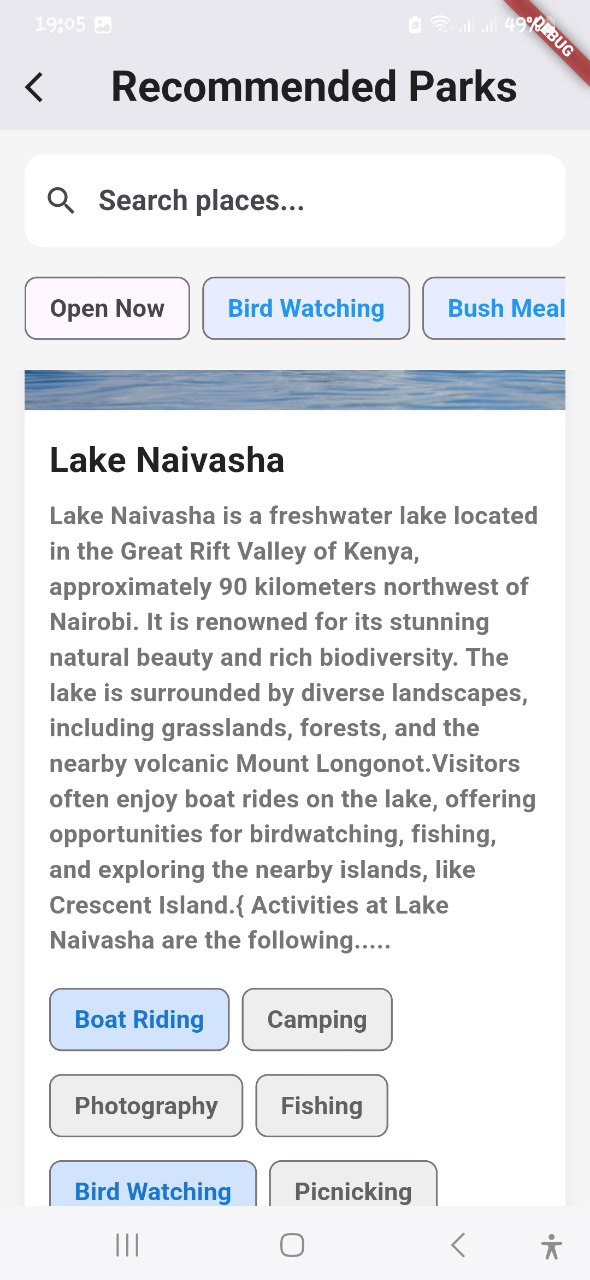 19:05
49%
DEBUG
Recommended Parks
Search places...
Open Now
Bird Watching
Bush Meal
Lake Naivasha
Lake Naivasha is a freshwater lake located
in the Great Rift Valley of Kenya,
approximately 90 kilometers northwest of
Nairobi. It is renowned for its stunning
natural beauty and rich biodiversity. The
lake is surrounded by diverse landscapes,
including grasslands, forests, and the
nearby volcanic Mount Longonot.Visitors
often enjoy boat rides on the lake, offering
opportunities for birdwatching, fishing,
and exploring the nearby islands, like
Crescent Island.{ Activities at Lake
Naivasha are the following.....
Boat Riding
Camping
Photography
Fishing
Bird Watching
Picnicking